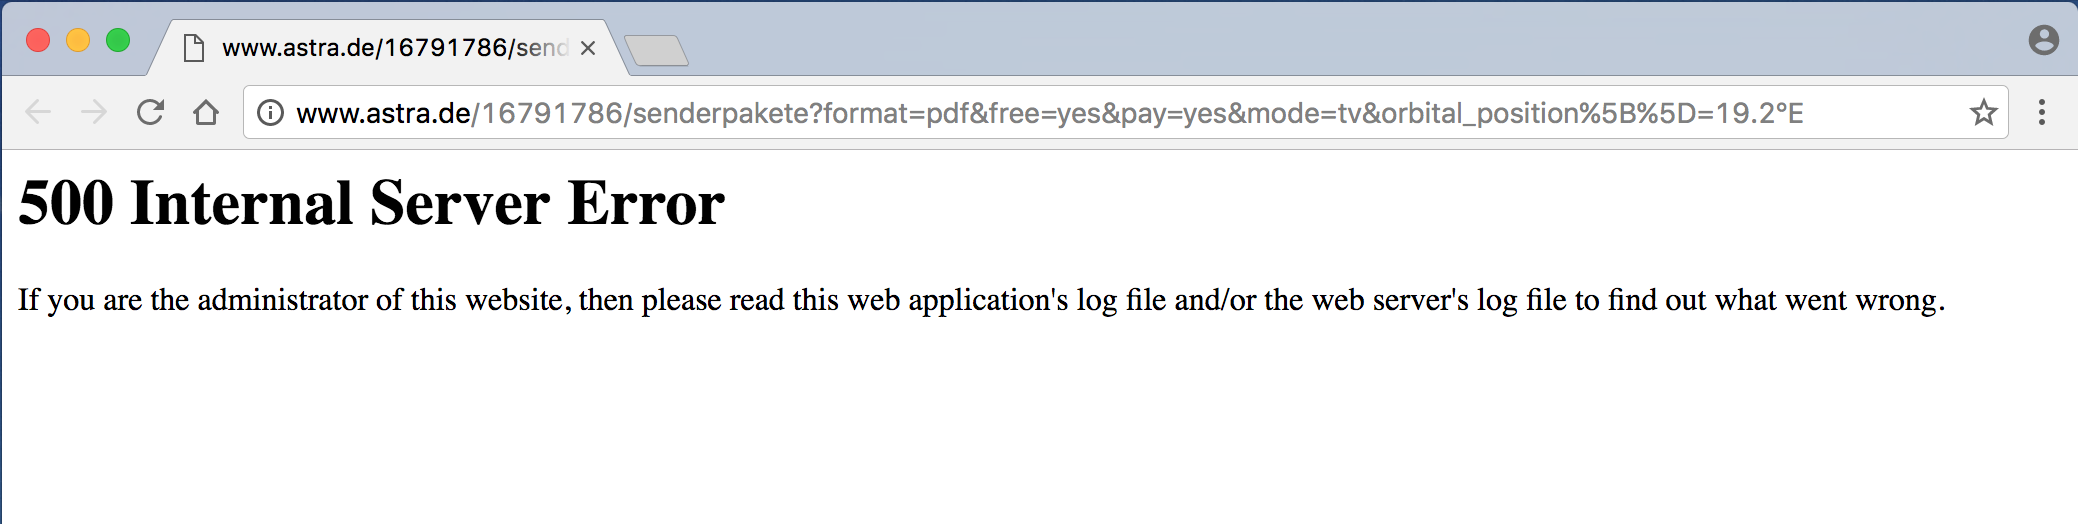 www.astra.de/16791786/send
www.astra.de/16791786/senderpakete?format=pdf&free=yes&pay=yes&mode=tv&orbital_position%5B%5D=19.2°E
500 Internal Server Error
If you are the administrator of this website, then please read this web application's log file and/or the web server's log file to find out what went wrong.